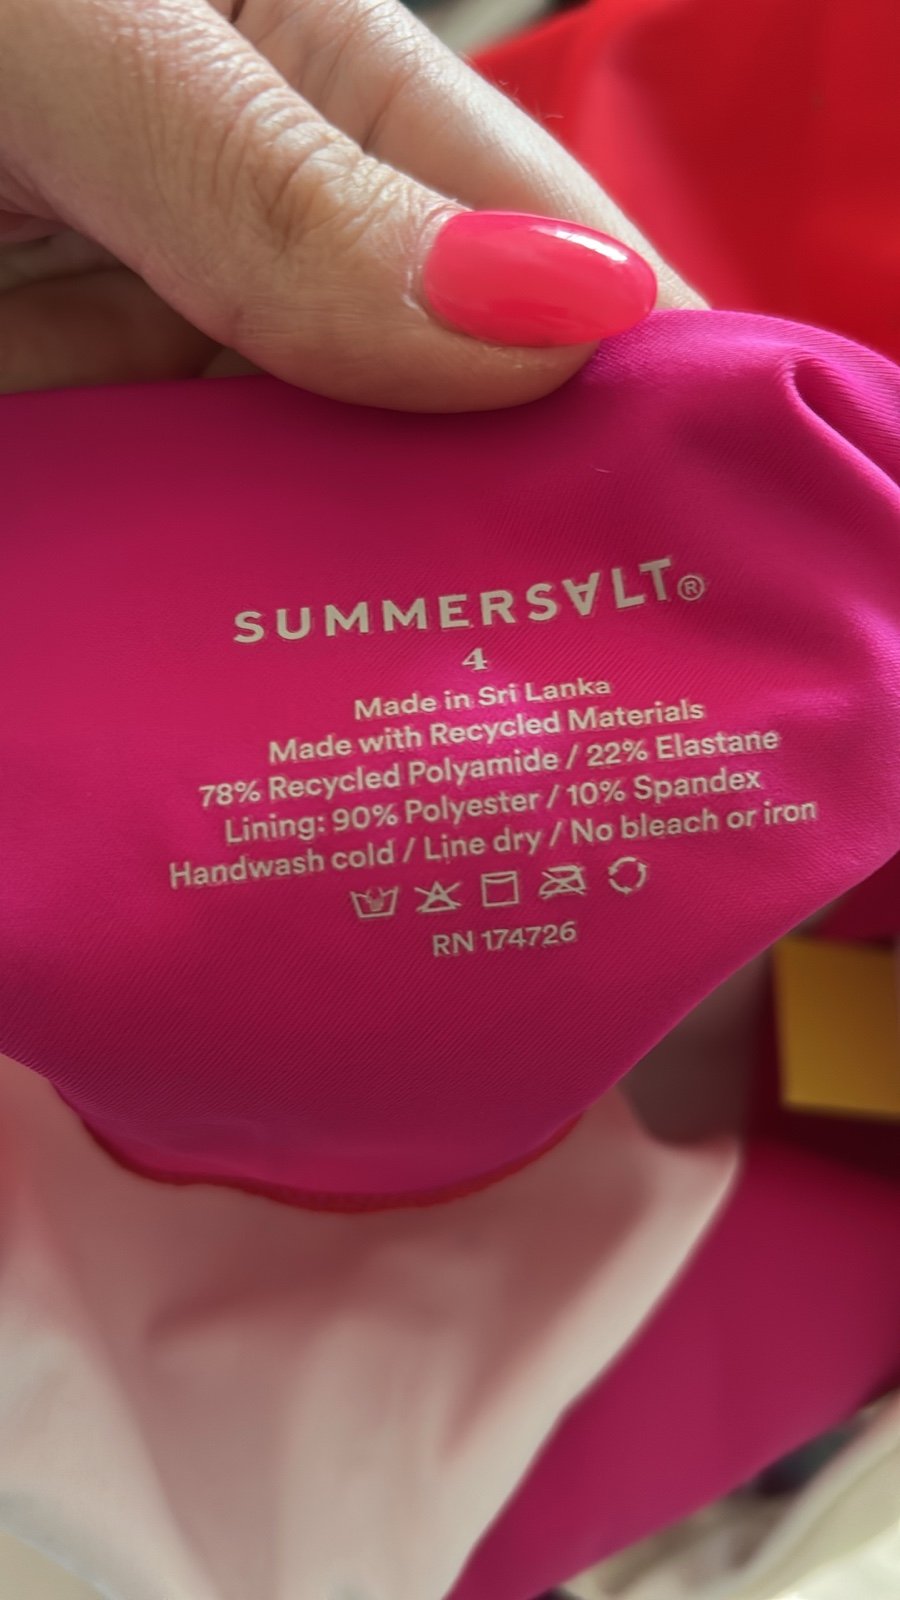 SUMMERSALT®
4
Made in Sri Lanka
Made with Recycled Materials
78% Recycled Polyamide / 22% Elastane
Lining: 90% Polyester / 10% Spandex
Handwash cold / Line dry / No bleach or iron
RN 174726